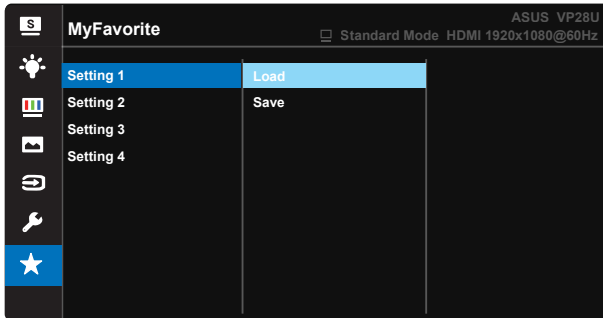 S
MyFavorite
ASUS VP28U
Standard Mode HDMI 1920x1080@60Hz
Setting 1
Load
Setting 2
Save
Setting 3
Setting 4